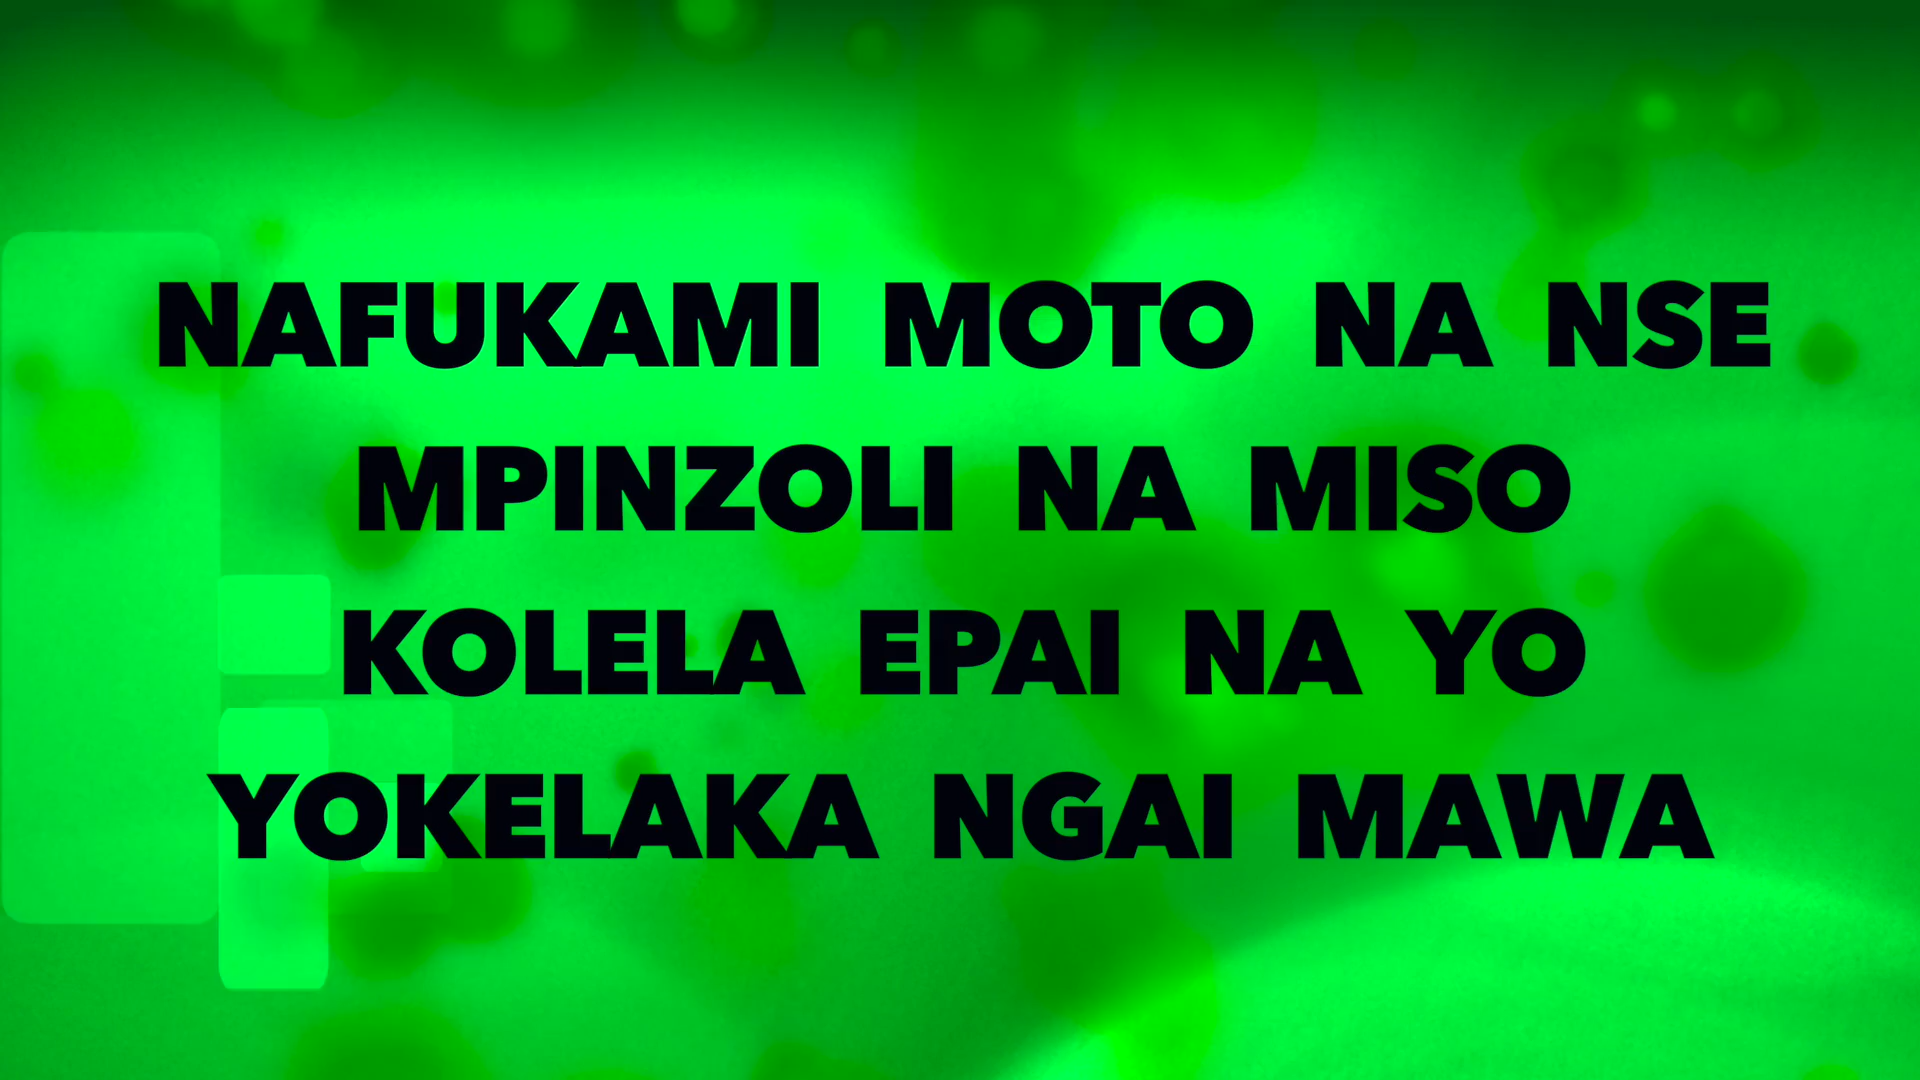 NAFUKAMI MOTO NA NSE
MPINZOLI NA MISO
KOLELA EPAI NA YO
YOKELAKA NGAI MAWA